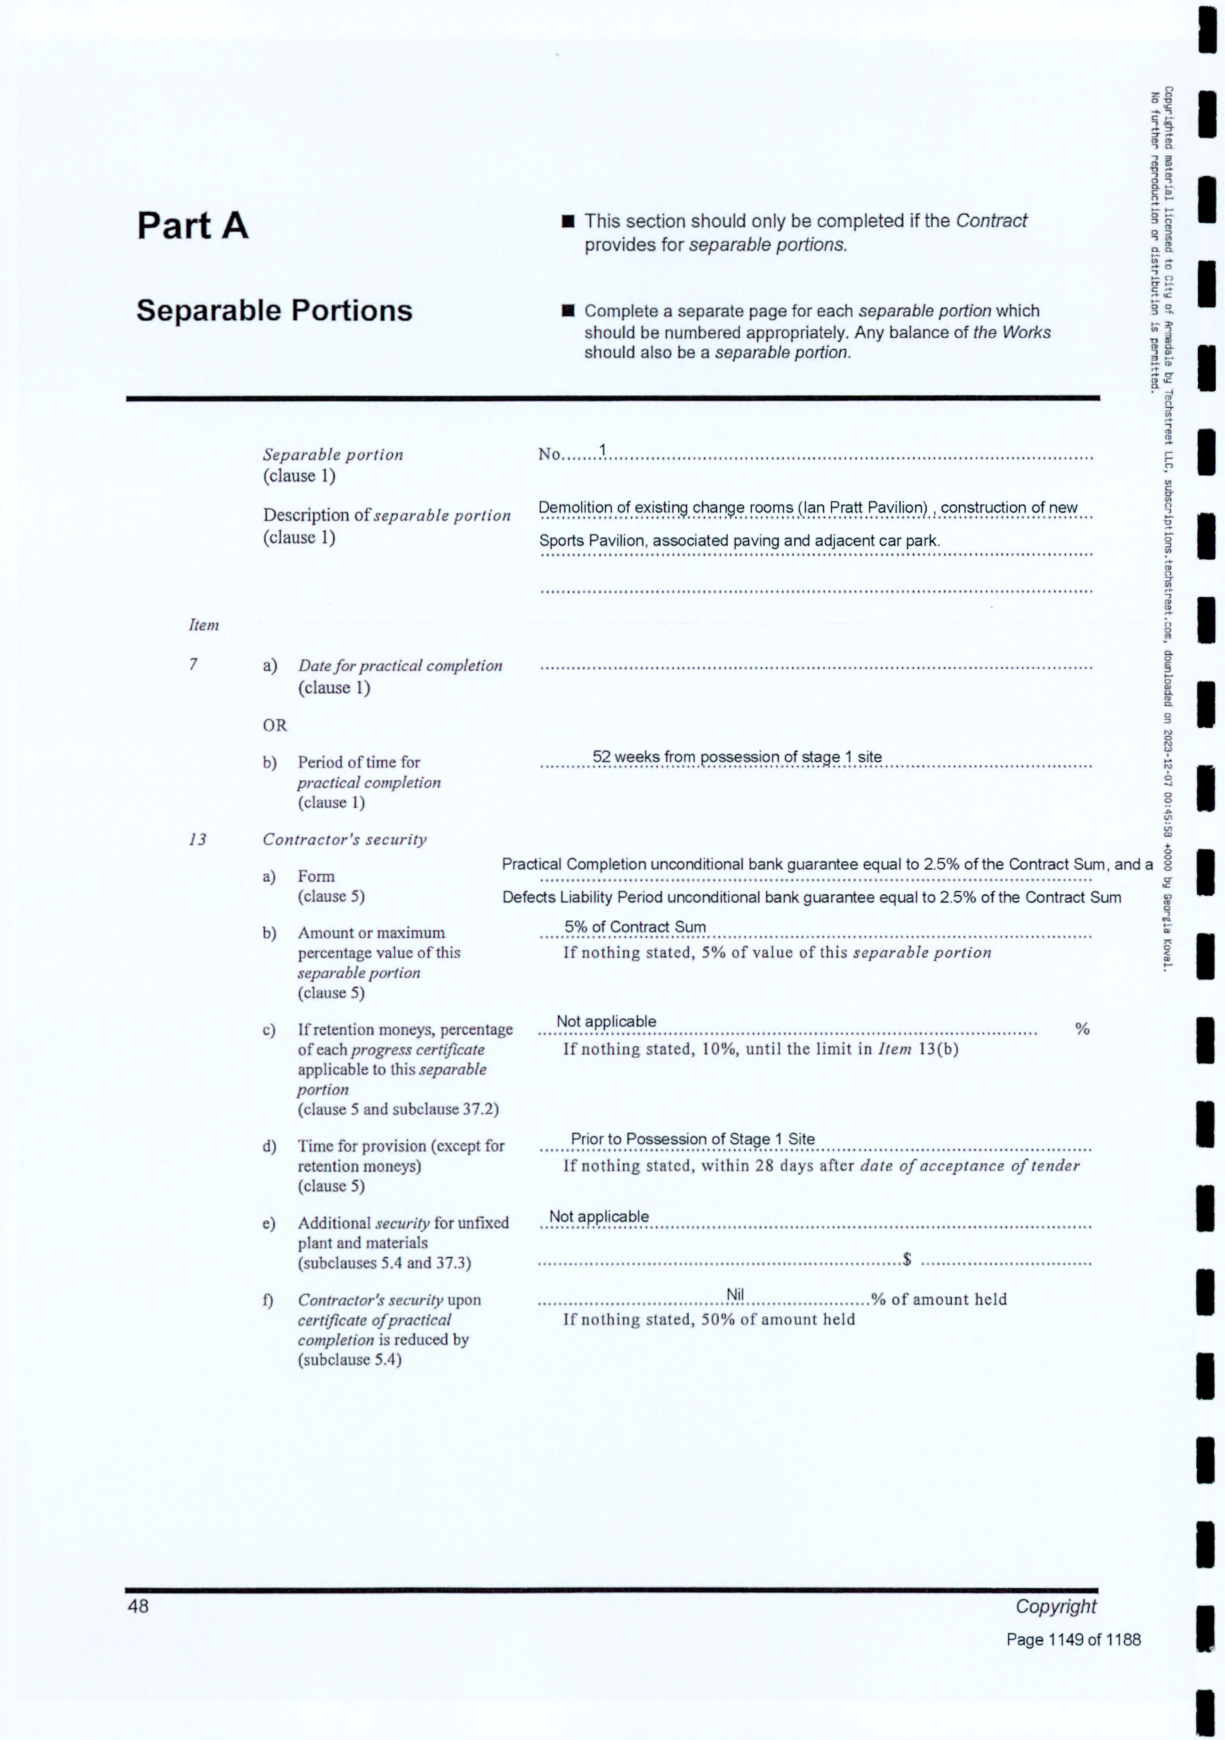 Copyrighted material licensed to City of Armadale by Techstreet LLC, subscriptions.techstreet.com, downloaded on 2023-12-07 00:45:58 +0000 by Georgia Koval.
No further reproduction or distribution is permitted.
Part A
■ This section should only be completed if the Contract
provides for separable portions.
Separable Portions
■ Complete a separate page for each separable portion which
should be numbered appropriately. Any balance of the Works
should also be a separable portion.
Separable portion
(clause 1)
No.......1
Description of separable portion
(clause 1)
Demolition of existing change rooms (Ian Pratt Pavilion) , construction of new
Sports Pavilion, associated paving and adjacent car park.
Item
7 a) Date for practical completion
(clause 1)
OR
b) Period of time for
practical completion
(clause 1)
52 weeks from possession of stage 1 site
13 Contractor's security
a) Form
(clause 5)
Practical Completion unconditional bank guarantee equal to 2.5% of the Contract Sum, and a
Defects Liability Period unconditional bank guarantee equal to 2.5% of the Contract Sum
b) Amount or maximum
percentage value of this
separable portion
(clause 5)
5% of Contract Sum
If nothing stated, 5% of value of this separable portion
c) If retention moneys, percentage
of each progress certificate
applicable to this separable
portion
(clause 5 and subclause 37.2)
Not applicable %
If nothing stated, 10%, until the limit in Item 13(b)
d) Time for provision (except for
retention moneys)
(clause 5)
Prior to Possession of Stage 1 Site
If nothing stated, within 28 days after date of acceptance of tender
e) Additional security for unfixed
plant and materials
(subclauses 5.4 and 37.3)
Not applicable
$
f) Contractor's security upon
certificate of practical
completion is reduced by
(subclause 5.4)
Nil % of amount held
If nothing stated, 50% of amount held
48
Copyright
Page 1149 of 1188